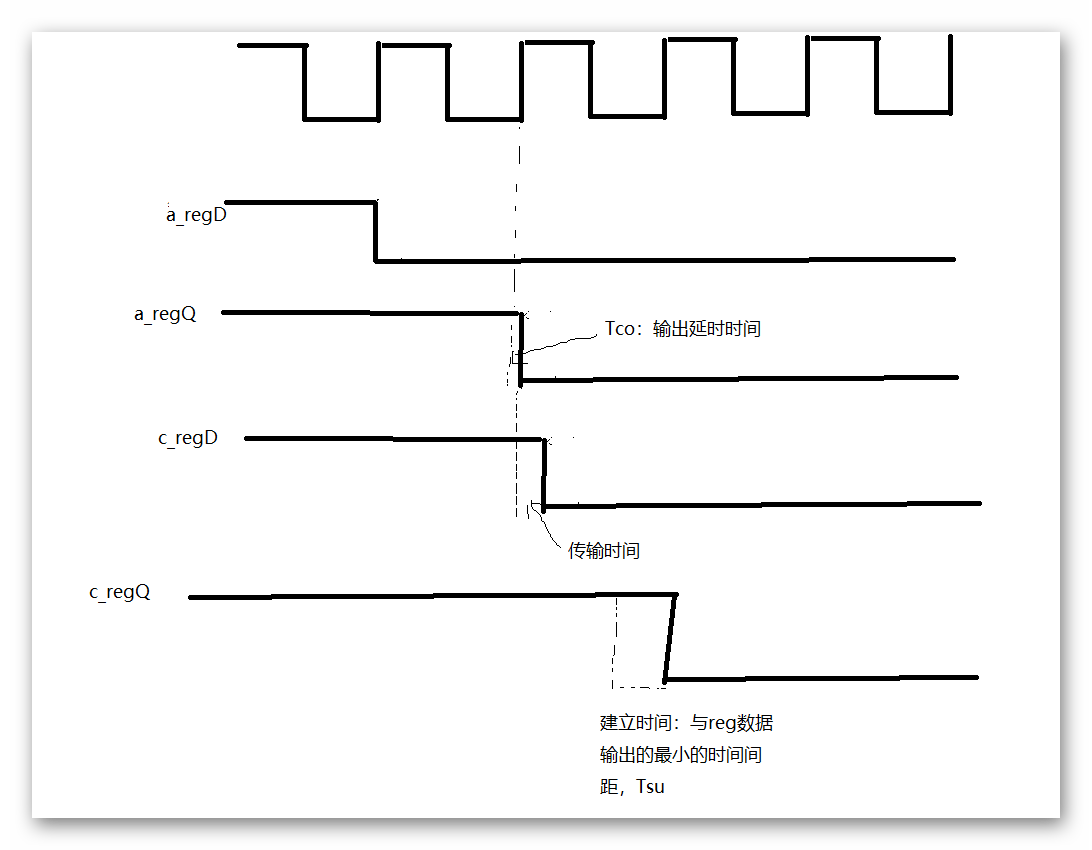 a_regD
a_regQ
Tco：输出延时时间
c_regD
传输时间
c_regQ
建立时间：与reg数据
输出的最小的时间间
距，Tsu